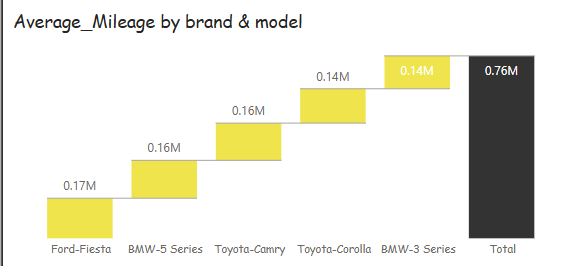 Average_Mileage by brand & model
0.17M
0.16M
0.16M
0.14M
0.14M
0.76M
Ford-Fiesta
BMW-5 Series
Toyota-Camry
Toyota-Corolla
BMW-3 Series
Total